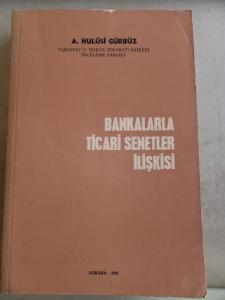 A. HULÛSİ GÜRBÜZ
YARGITAY 11. HUKUK (TİCARET) DAİRESİ
İNCELEME YARGICI
BANKALARLA
TİCARİ SENETLER
İLİŞKİSİ
ANKARA